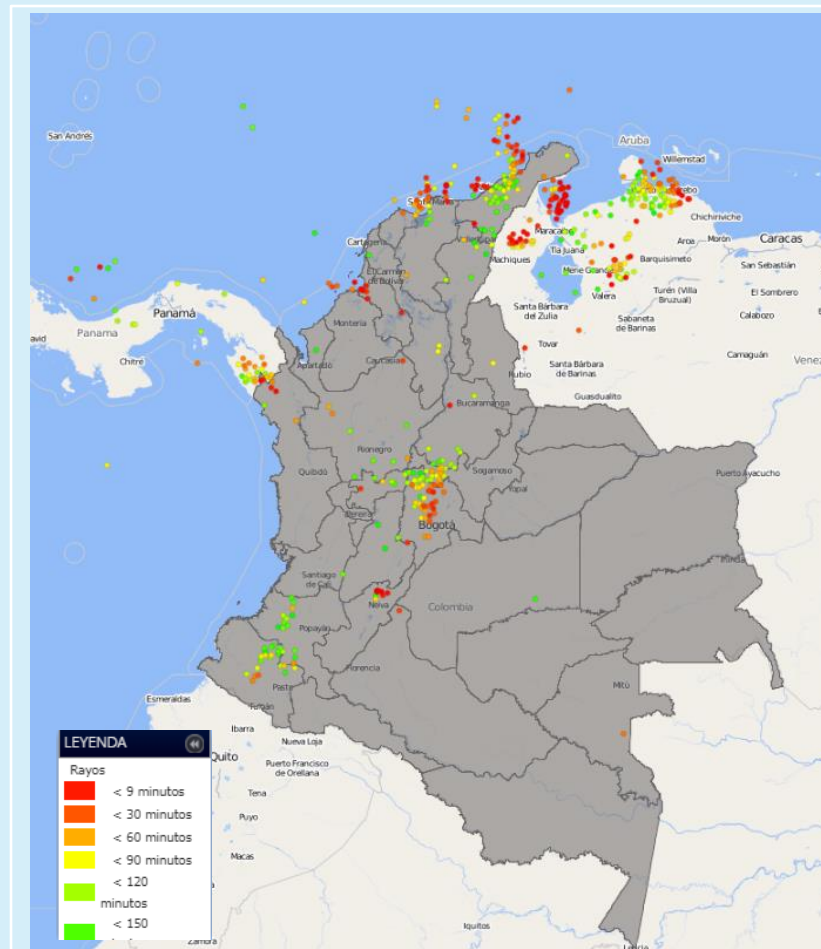 San Andrés
Aruba
Willemstad
Chichiriviche
Cartagena
Maracaibo
Tía Juana
Machiques
Mene Grande
Aroa
Morón
Caracas
Barquisimeto
San Sebastián
El Carmen
de Bolívar
Valera
Turén (Villa
Bruzual)
El Sombrero
Santa Bárbara
del Zulia
Sabaneta
de Barinas
Calabozo
Panamá
Panama
Chitré
Montería
Tovar
Camaguán
Apartadó
Caucasia
Rubio
Santa Bárbara
de Barinas
Guasdualito
Bucaramanga
Rionegro
Quibdó
Sogamoso
Puerto Ayacucho
Yopal
Pereira
Bogotá
Santiago
de Cali
Neiva
Colombia
Popayán
Florencia
Mitú
Pasto
Esmeraldas
Ibarra
Nueva Loja
Quito
Puerto Francisco
de Orellana
Tena
Puyo
Macas
Zamora
Iquitos
LEYENDA
Rayos
< 9 minutos
< 30 minutos
< 60 minutos
< 90 minutos
< 120
minutos
< 150